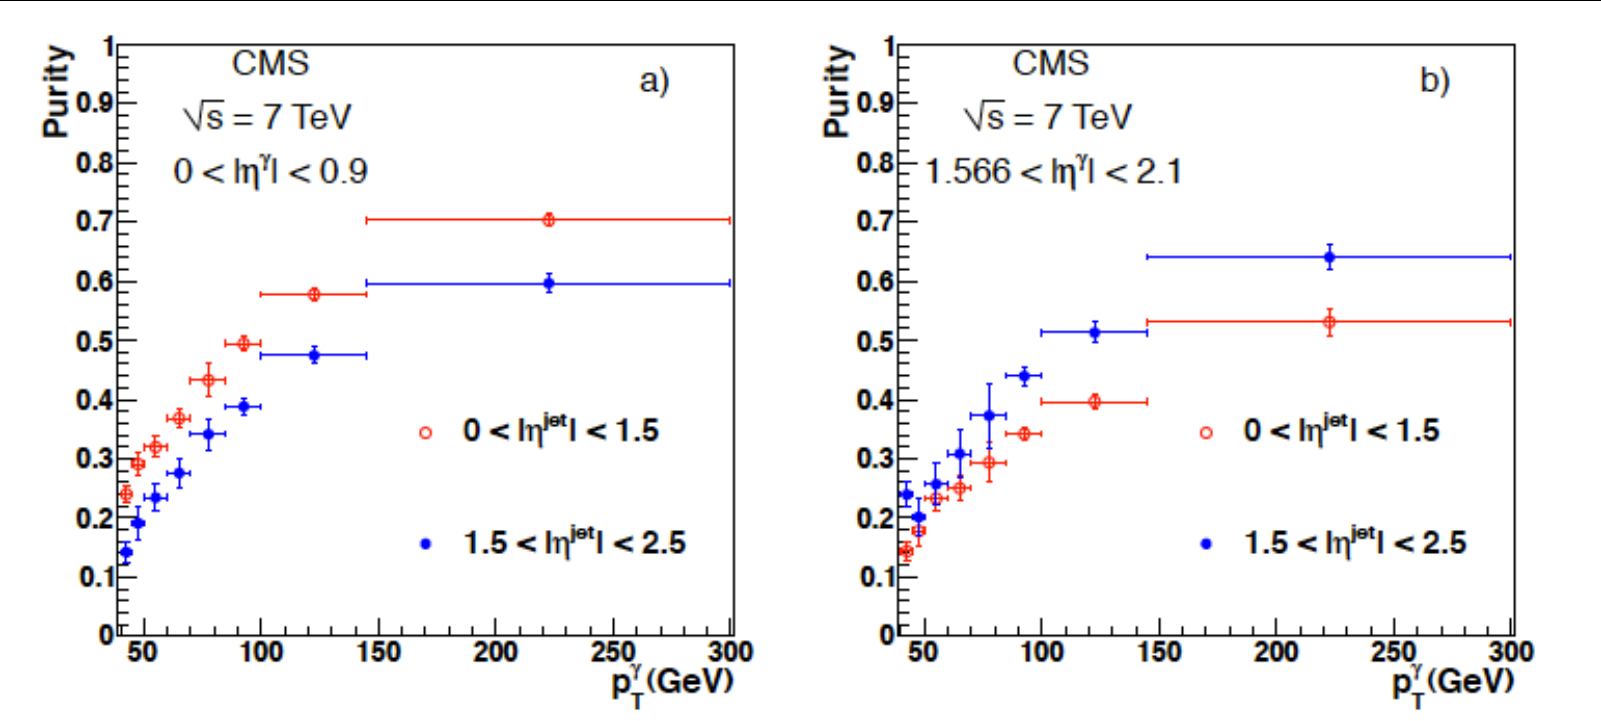 Purity
CMS
a)
√s = 7 TeV
0 < |η^γ| < 0.9
1
0.9
0.8
0.7
0.6
0.5
0.4
0.3
0.2
0.1
0
0 < |η^jet| < 1.5
1.5 < |η^jet| < 2.5
50 100 150 200 250 300
p_T^γ (GeV)
Purity
CMS
b)
√s = 7 TeV
1.566 < |η^γ| < 2.1
1
0.9
0.8
0.7
0.6
0.5
0.4
0.3
0.2
0.1
0
0 < |η^jet| < 1.5
1.5 < |η^jet| < 2.5
50 100 150 200 250 300
p_T^γ (GeV)